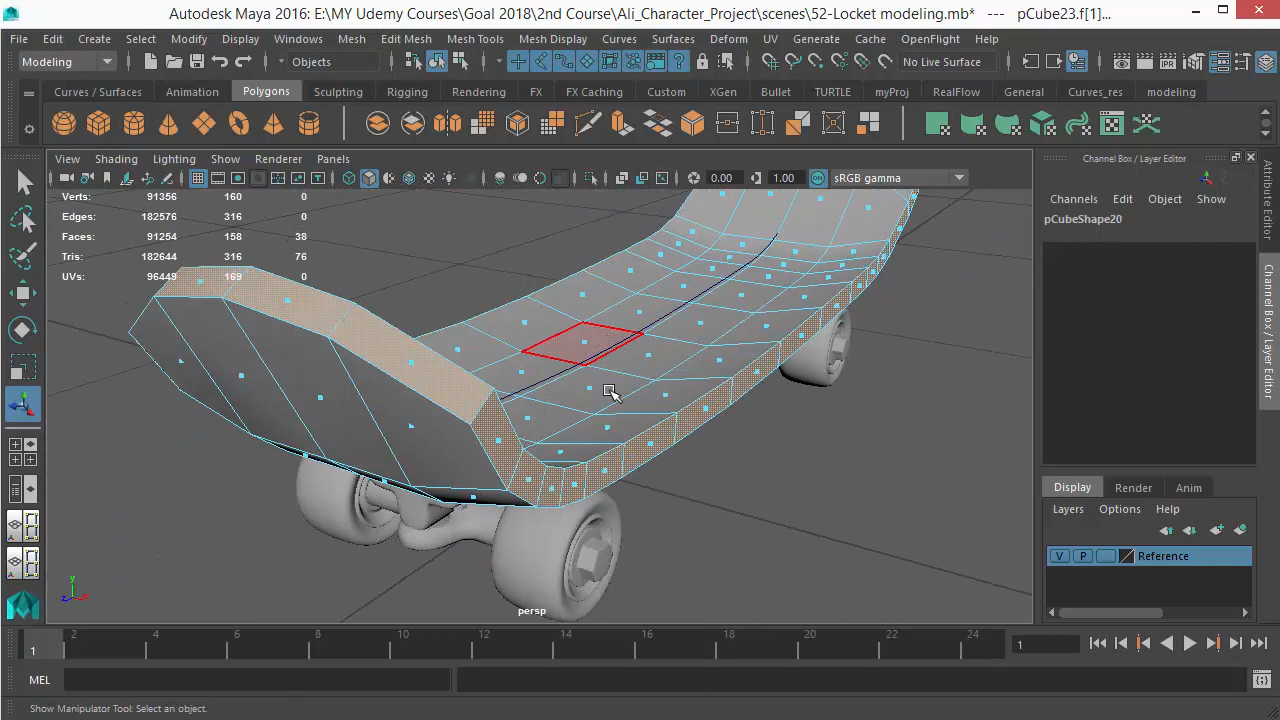 Autodesk Maya 2016: E:\MY Udemy Courses\Goal 2018\2nd Course\Ali_Character_Project\scenes\52-Locket modeling.mb* --- pCube23.f[1]...
File Edit Create Select Modify Display Windows Mesh Edit Mesh Mesh Tools Mesh Display Curves Surfaces Deform UV Generate Cache OpenFlight Help
Modeling Objects No Live Surface
Curves / Surfaces Animation Polygons Sculpting Rigging Rendering FX FX Caching Custom XGen Bullet TURTLE myProj RealFlow General Curves_res modeling
View Shading Lighting Show Renderer Panels
Channel Box / Layer Editor
0.00 1.00 sRGB gamma
Verts: 91356 160 0
Edges: 182576 316 0
Faces: 91254 158 38
Tris: 182644 316 76
UVs: 96449 169 0
Channels Edit Object Show
pCubeShape20
Attribute Editor
Channel Box / Layer Editor
Display Render Anim
Layers Options Help
V P Reference
y
z x
persp
1 2 4 6 8 10 12 14 16 18 20 22 24 1
MEL
Show Manipulator Tool: Select an object.